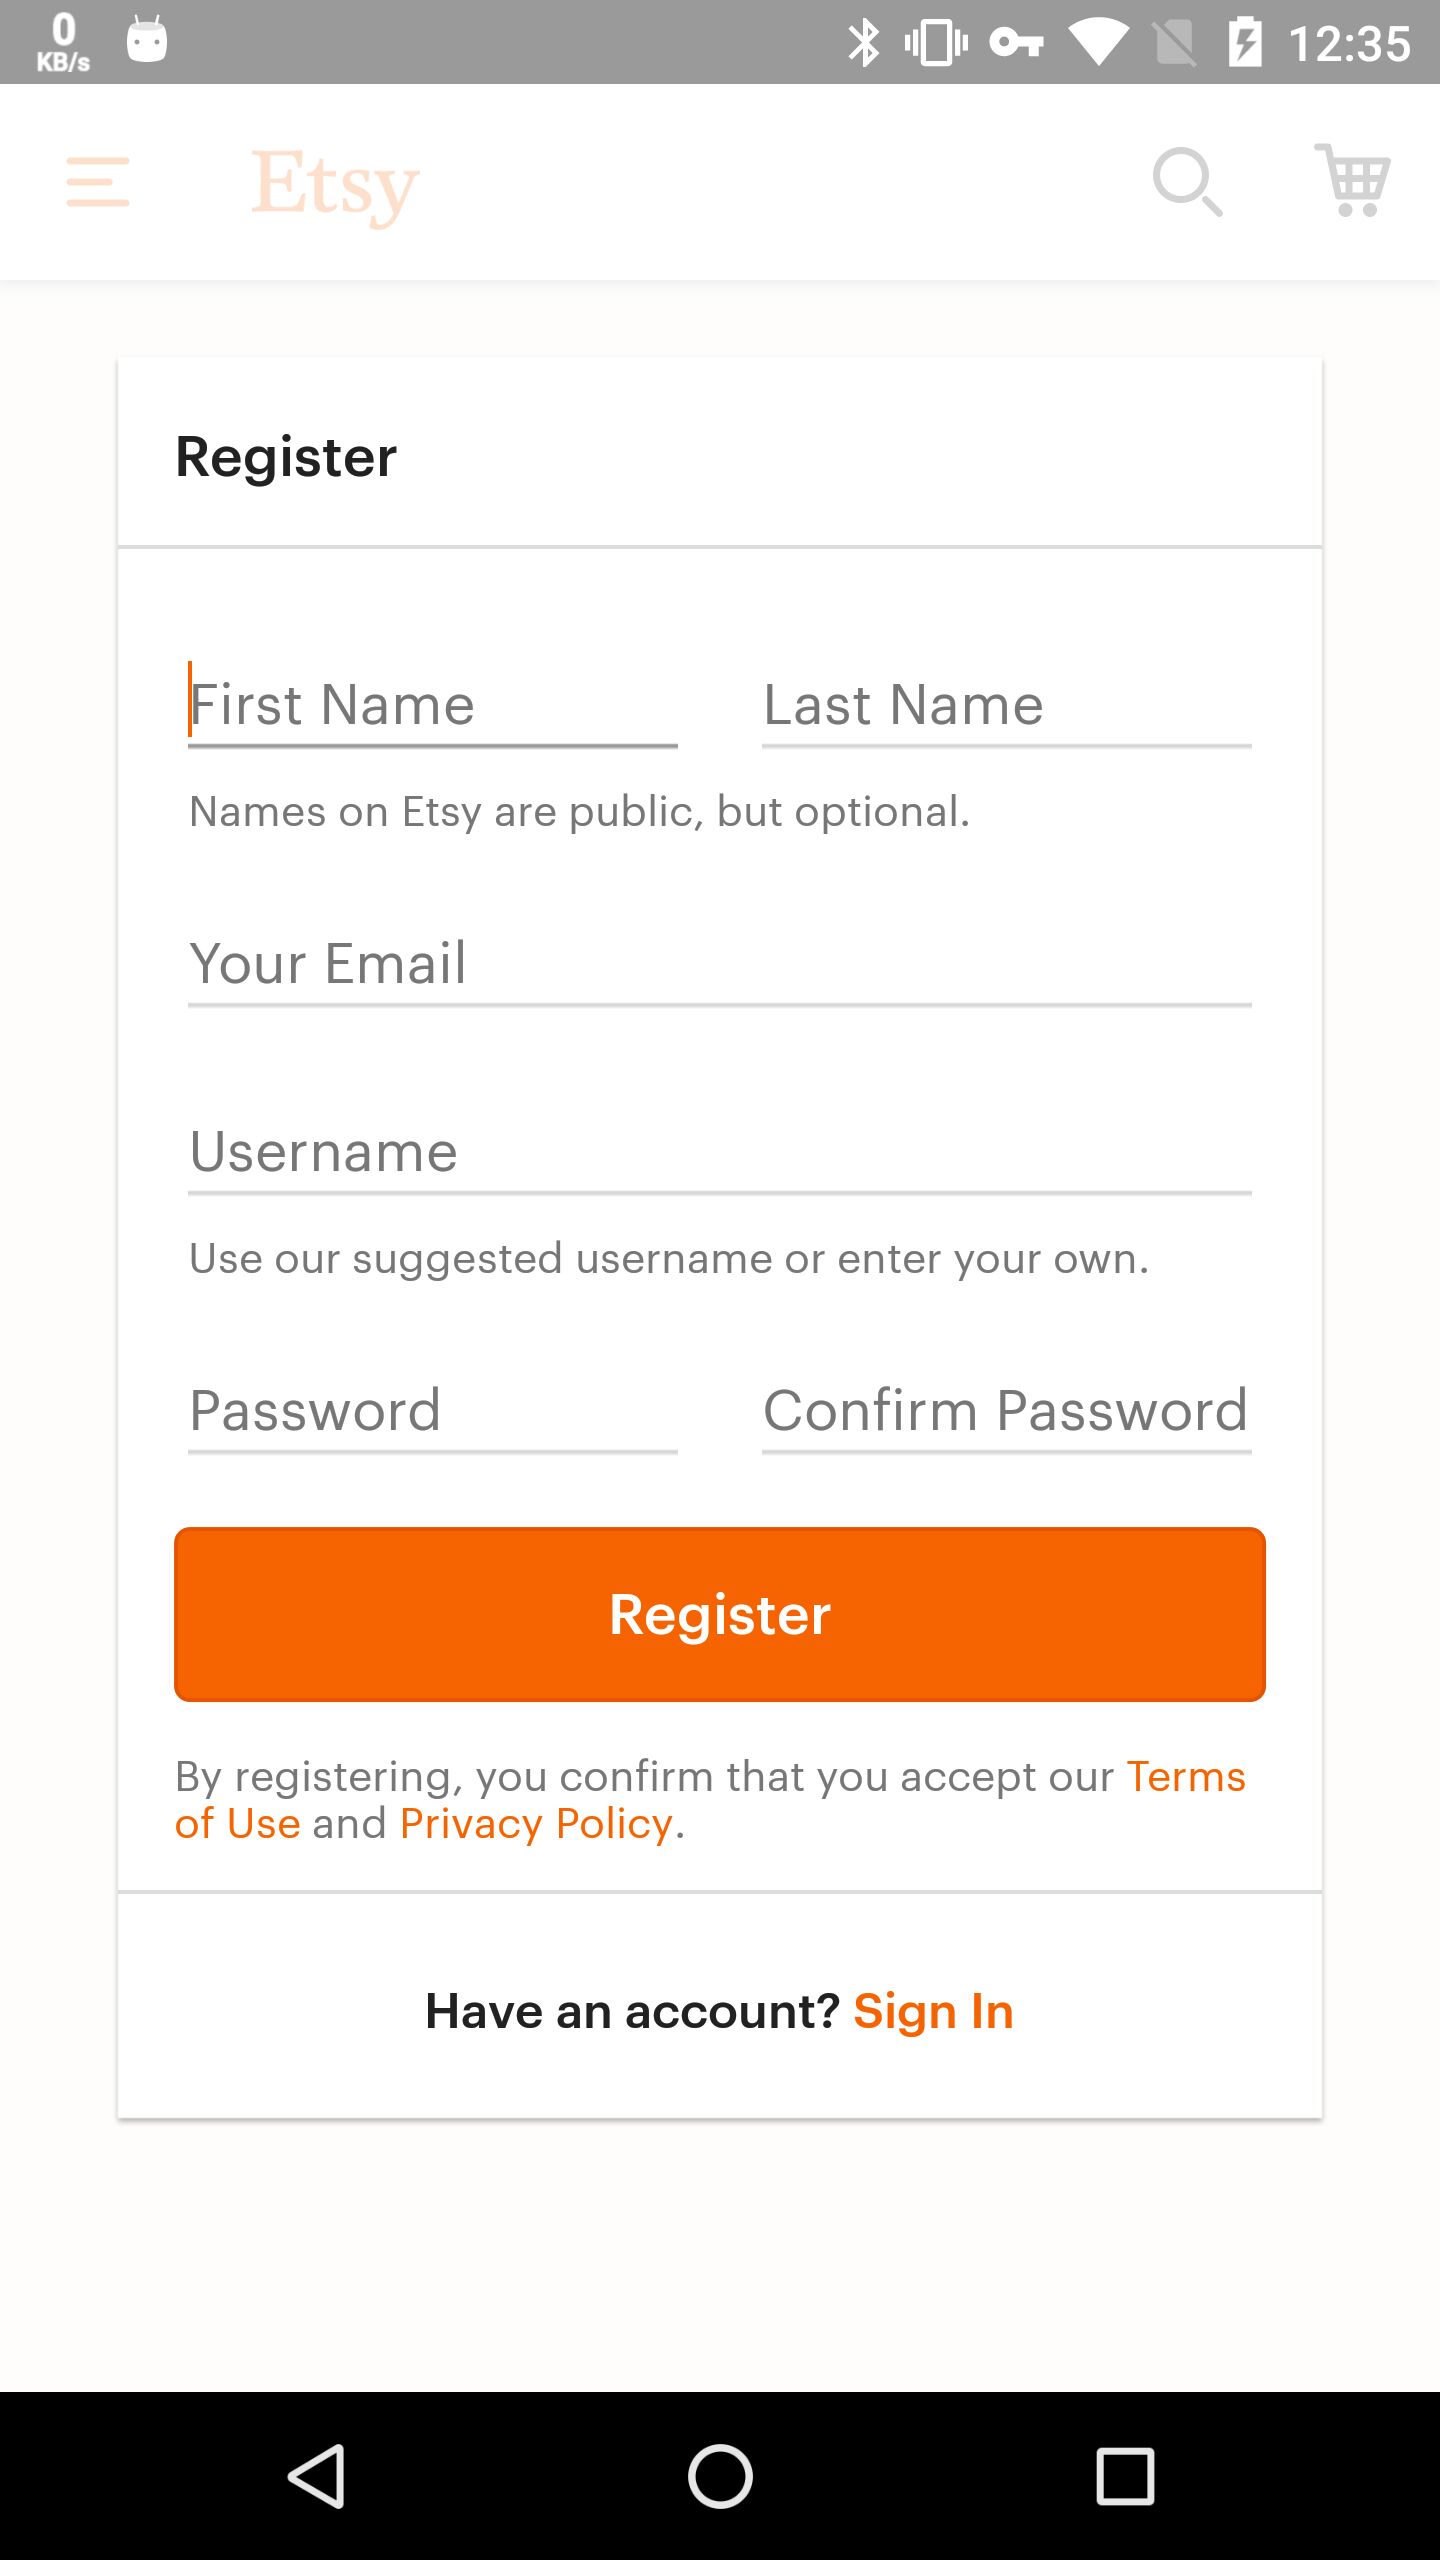 0
KB/s
12:35
Etsy
Register
First Name Last Name
Names on Etsy are public, but optional.
Your Email
Username
Use our suggested username or enter your own.
Password Confirm Password
Register
By registering, you confirm that you accept our Terms
of Use and Privacy Policy.
Have an account? Sign In